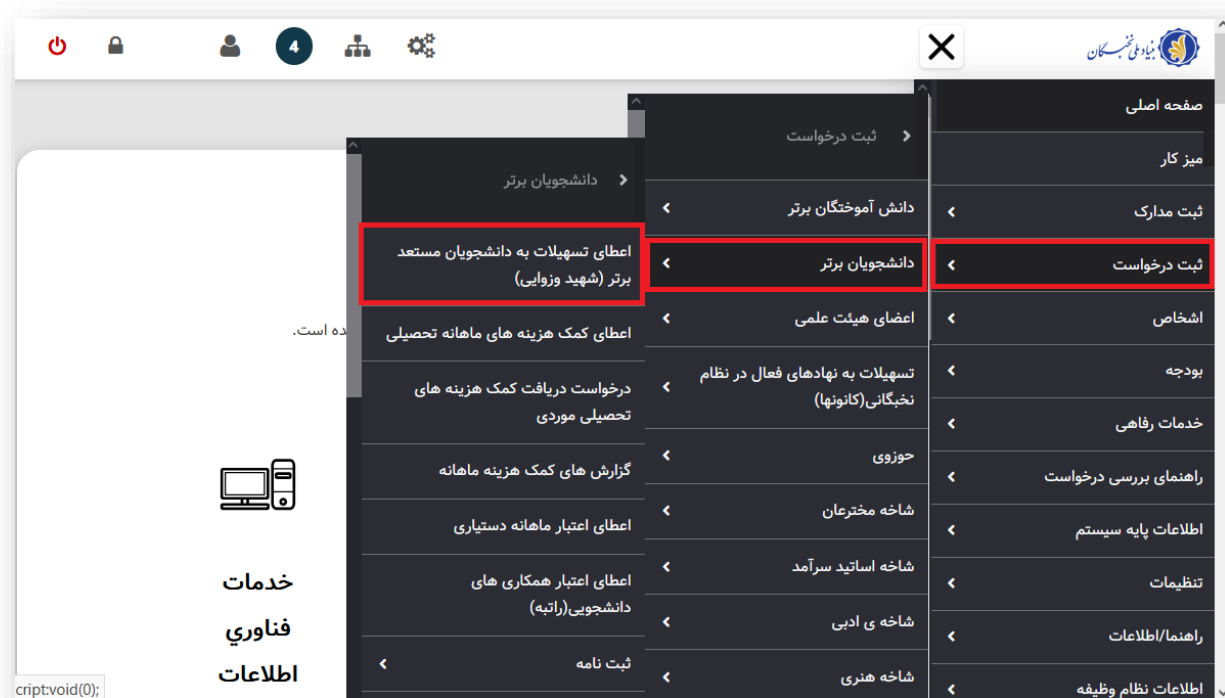 بنیاد ملی نخبگان
4
صفحه اصلی
میز کار
ثبت مدارک
ثبت درخواست
اشخاص
بودجه
خدمات رفاهی
راهنمای بررسی درخواست
اطلاعات پایه سیستم
تنظیمات
راهنما/اطلاعات
اطلاعات نظام وظیفه
ثبت درخواست
دانش آموختگان برتر
دانشجویان برتر
اعضای هیئت علمی
تسهیلات به نهادهای فعال در نظام
نخبگانی(کانونها)
حوزوی
شاخه مخترعان
شاخه اساتید سرآمد
شاخه ی ادبی
شاخه هنری
دانشجویان برتر
اعطای تسهیلات به دانشجویان مستعد
برتر (شهید وزوایی)
اعطای کمک هزینه های ماهانه تحصیلی
درخواست دریافت کمک هزینه های
تحصیلی موردی
گزارش های کمک هزینه ماهانه
اعطای اعتبار ماهانه دستیاری
اعطای اعتبار همکاری های
دانشجویی(راتبه)
ثبت نامه
ده است.
خدمات
فناوري
اطلاعات
cript:void(0);